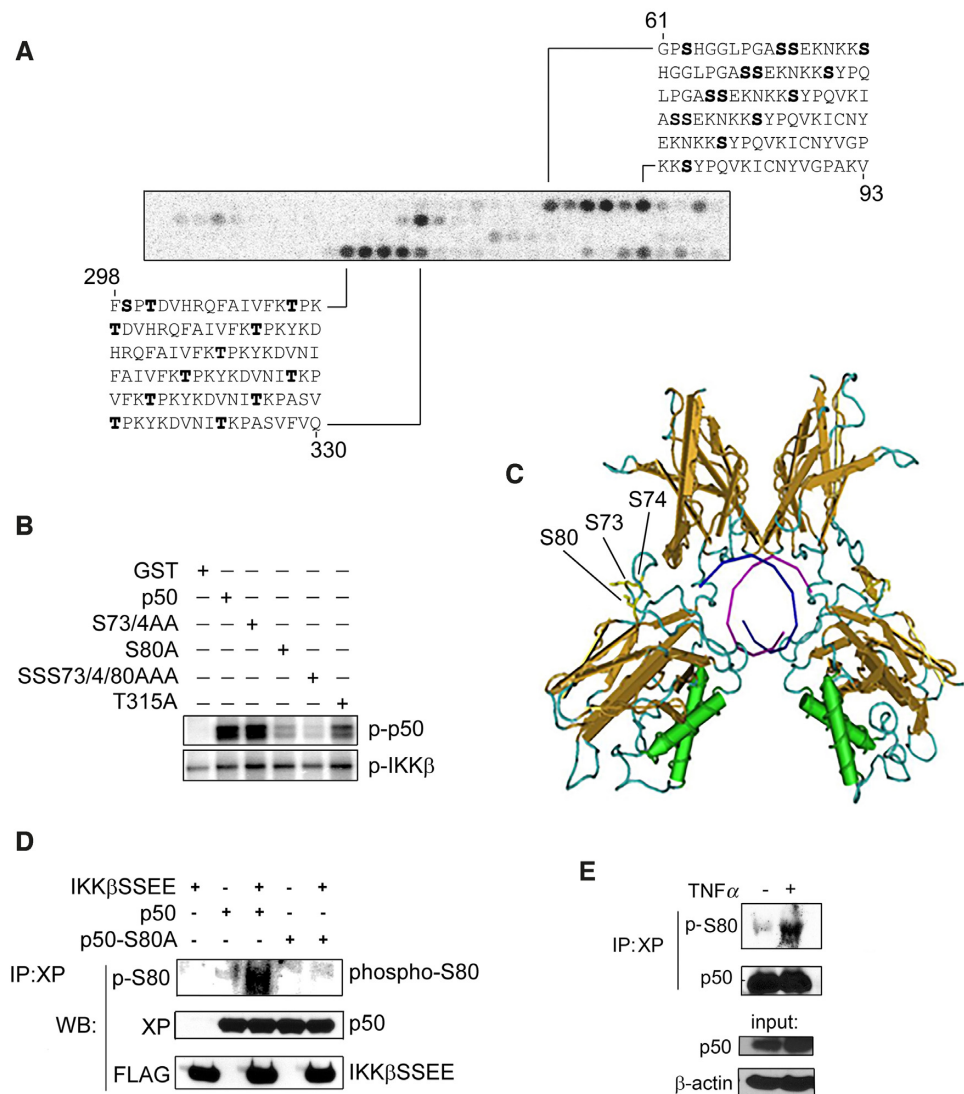 A
61
GPSHGGLPGASSEKNKKS
HGGLPGASSEKNKKSYPQ
LPGASSEKNKKSYPQVKI
ASSEKNKKSYPQVKICNY
EKNKKSYPQVKICNYVGP
KKSYPQVKICNYVGPAKV
93
298
FSPTDVHRQFAIVFKTPK
TDVHRQFAIVFKTPKYKD
HRQFAIVFKTPKYKDVNI
FAIVFKTPKYKDVNITKP
VFKTPKYKDVNITKPASV
TPKYKDVNITKPASVFVQ
330
B
GST + – – – – –
p50 – + – – – –
S73/4AA – – + – – –
S80A – – – + – –
SSS73/4/80AAA – – – – + –
T315A – – – – – +
p-p50
p-IKKβ
C
S74
S73
S80
D
IKKβSSEE + - + - +
p50 - + + - -
p50-S80A - - - + +
IP:XP p-S80 phospho-S80
WB: XP p50
FLAG IKKβSSEE
E
TNFα - +
p-S80
IP:XP
p50
input:
p50
β-actin